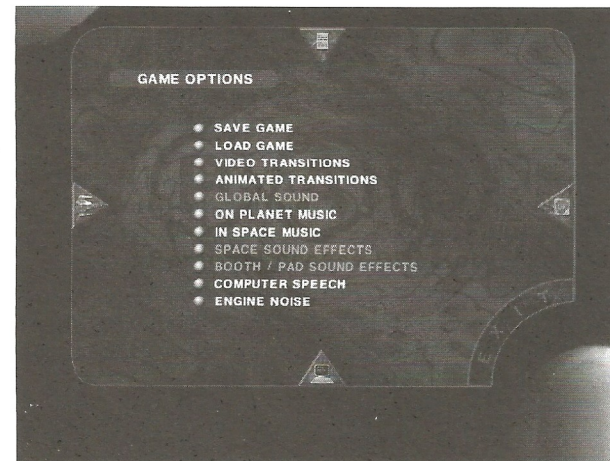 GAME OPTIONS
SAVE GAME
LOAD GAME
VIDEO TRANSITIONS
ANIMATED TRANSITIONS
GLOBAL SOUND
ON PLANET MUSIC
IN SPACE MUSIC
SPACE SOUND EFFECTS
BOOTH / PAD SOUND EFFECTS
COMPUTER SPEECH
ENGINE NOISE
EXIT